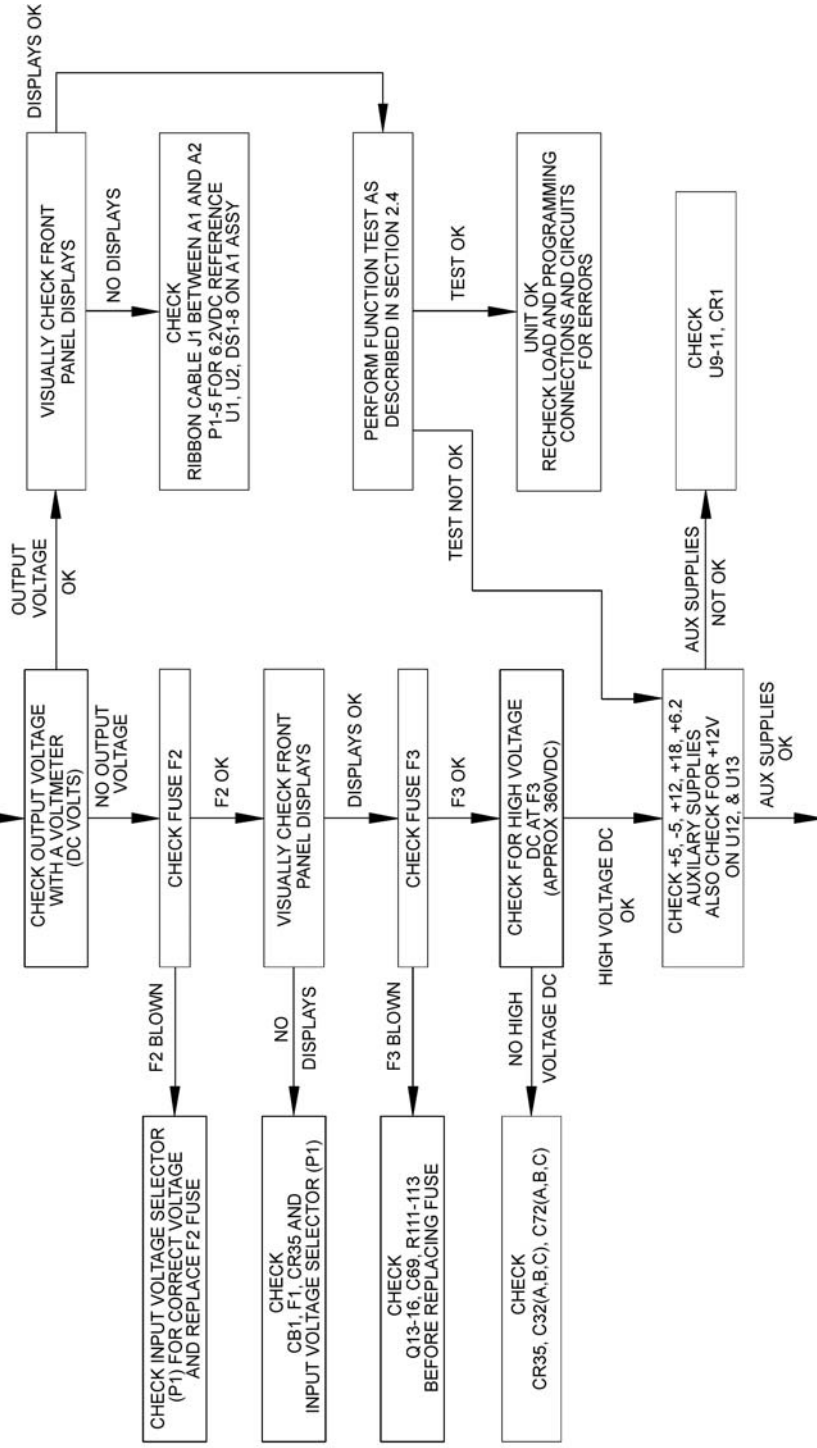 CHECK OUTPUT VOLTAGE
WITH A VOLTMETER
(DC VOLTS)
OUTPUT
VOLTAGE
OK
VISUALLY CHECK FRONT
PANEL DISPLAYS
DISPLAYS OK
NO DISPLAYS
CHECK
RIBBON CABLE J1 BETWEEN A1 AND A2
P1-5 FOR 6.2VDC REFERENCE
U1, U2, DS1-8 ON A1 ASSY
NO OUTPUT
VOLTAGE
CHECK FUSE F2
F2 BLOWN
CHECK INPUT VOLTAGE SELECTOR
(P1) FOR CORRECT VOLTAGE
AND REPLACE F2 FUSE
F2 OK
VISUALLY CHECK FRONT
PANEL DISPLAYS
NO
DISPLAYS
CHECK
CB1, F1, CR35 AND
INPUT VOLTAGE SELECTOR (P1)
DISPLAYS OK
CHECK FUSE F3
F3 BLOWN
CHECK
Q13-16, C69, R111-113
BEFORE REPLACING FUSE
F3 OK
CHECK FOR HIGH VOLTAGE
DC AT F3
(APPROX 360VDC)
NO HIGH
VOLTAGE DC
CHECK
CR35, C32(A,B,C), C72(A,B,C)
HIGH VOLTAGE DC
OK
PERFORM FUNCTION TEST AS
DESCRIBED IN SECTION 2.4
TEST OK
UNIT OK
RECHECK LOAD AND PROGRAMMING
CONNECTIONS AND CIRCUITS
FOR ERRORS
TEST NOT OK
CHECK +5, -5, +12, +18, +6.2
AUXILARY SUPPLIES
ALSO CHECK FOR +12V
ON U12, & U13
AUX SUPPLIES
NOT OK
CHECK
U9-11, CR1
AUX SUPPLIES
OK